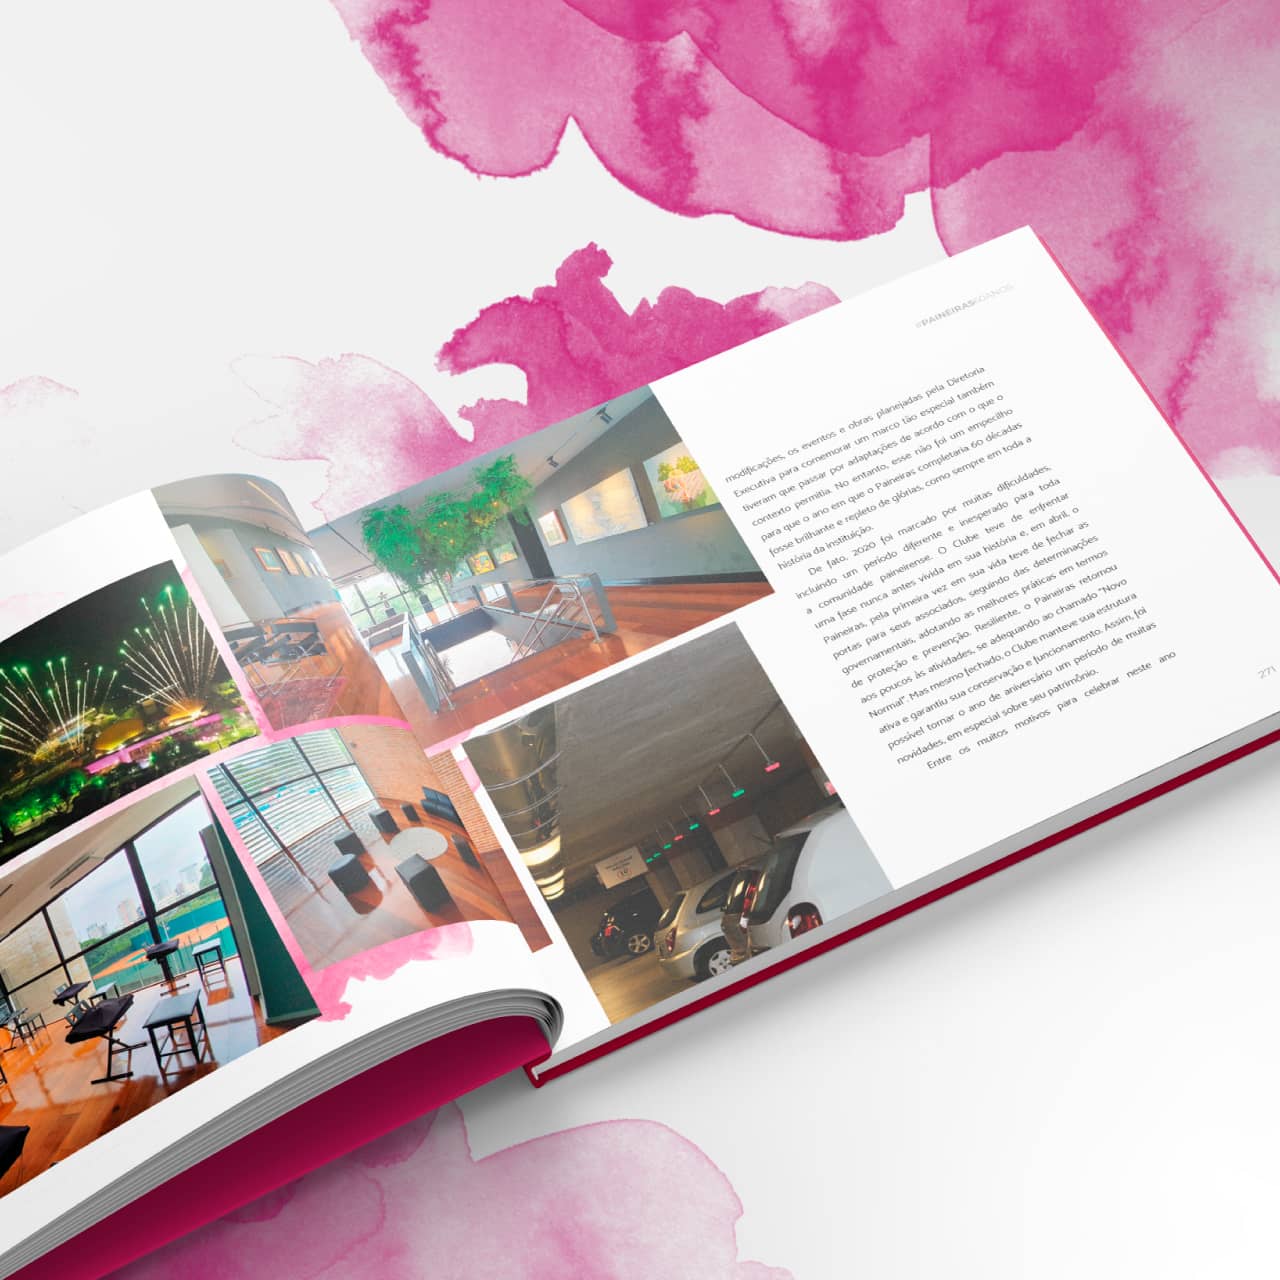 #PAINEIRAS60ANOS
modificações, os eventos e obras planejadas pela Diretoria
Executiva para comemorar um marco tão especial também
tiveram que passar por adaptações de acordo com o que o
contexto permitia. No entanto, esse não foi um empecilho
para que o ano em que o Paineiras completaria 60 décadas
fosse brilhante e repleto de glórias, como sempre em toda a
história da instituição.
De fato, 2020 foi marcado por muitas dificuldades,
incluindo um período diferente e inesperado para toda
a comunidade paineirense. O Clube teve de enfrentar
uma fase nunca antes vivida em sua história e, em abril, o
Paineiras, pela primeira vez em sua vida teve de fechar as
portas para seus associados, seguindo das determinações
governamentais, adotando as melhores práticas em termos
de proteção e prevenção. Resiliente, o Paineiras retornou
aos poucos às atividades, se adequando ao chamado "Novo
Normal". Mas mesmo fechado, o Clube manteve sua estrutura
ativa e garantiu sua conservação e funcionamento. Assim, foi
possível tornar o ano de aniversário um período de muitas
novidades, em especial sobre seu patrimônio.
Entre os muitos motivos para celebrar neste ano
271